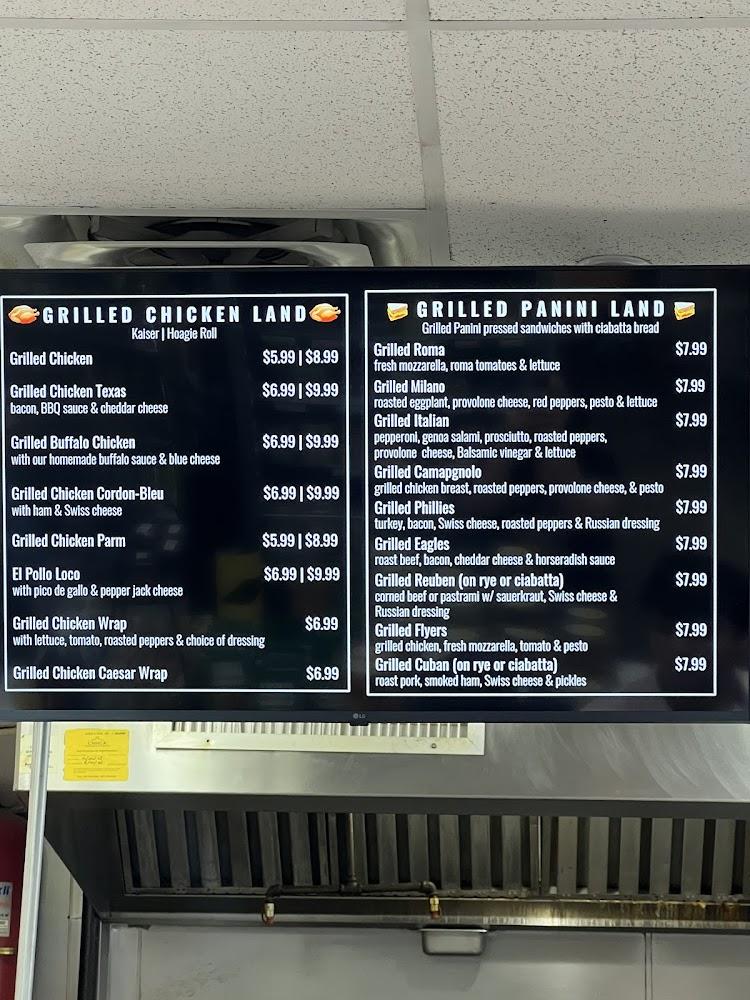 GRILLED CHICKEN LAND
Kaiser | Hoagie Roll
Grilled Chicken $5.99 | $8.99
Grilled Chicken Texas $6.99 | $9.99
bacon, BBQ sauce & cheddar cheese
Grilled Buffalo Chicken $6.99 | $9.99
with our homemade buffalo sauce & blue cheese
Grilled Chicken Cordon-Bleu $6.99 | $9.99
with ham & Swiss cheese
Grilled Chicken Parm $5.99 | $8.99
El Pollo Loco $6.99 | $9.99
with pico de gallo & pepper jack cheese
Grilled Chicken Wrap $6.99
with lettuce, tomato, roasted peppers & choice of dressing
Grilled Chicken Caesar Wrap $6.99
GRILLED PANINI LAND
Grilled Panini pressed sandwiches with ciabatta bread
Grilled Roma $7.99
fresh mozzarella, roma tomatoes & lettuce
Grilled Milano $7.99
roasted eggplant, provolone cheese, red peppers, pesto & lettuce
Grilled Italian $7.99
pepperoni, genoa salami, prosciutto, roasted peppers,
provolone cheese, Balsamic vinegar & lettuce
Grilled Camapgnolo $7.99
grilled chicken breast, roasted peppers, provolone cheese, & pesto
Grilled Phillies $7.99
turkey, bacon, Swiss cheese, roasted peppers & Russian dressing
Grilled Eagles $7.99
roast beef, bacon, cheddar cheese & horseradish sauce
Grilled Reuben (on rye or ciabatta) $7.99
corned beef or pastrami w/ sauerkraut, Swiss cheese &
Russian dressing
Grilled Flyers $7.99
grilled chicken, fresh mozzarella, tomato & pesto
Grilled Cuban (on rye or ciabatta) $7.99
roast pork, smoked ham, Swiss cheese & pickles
LG